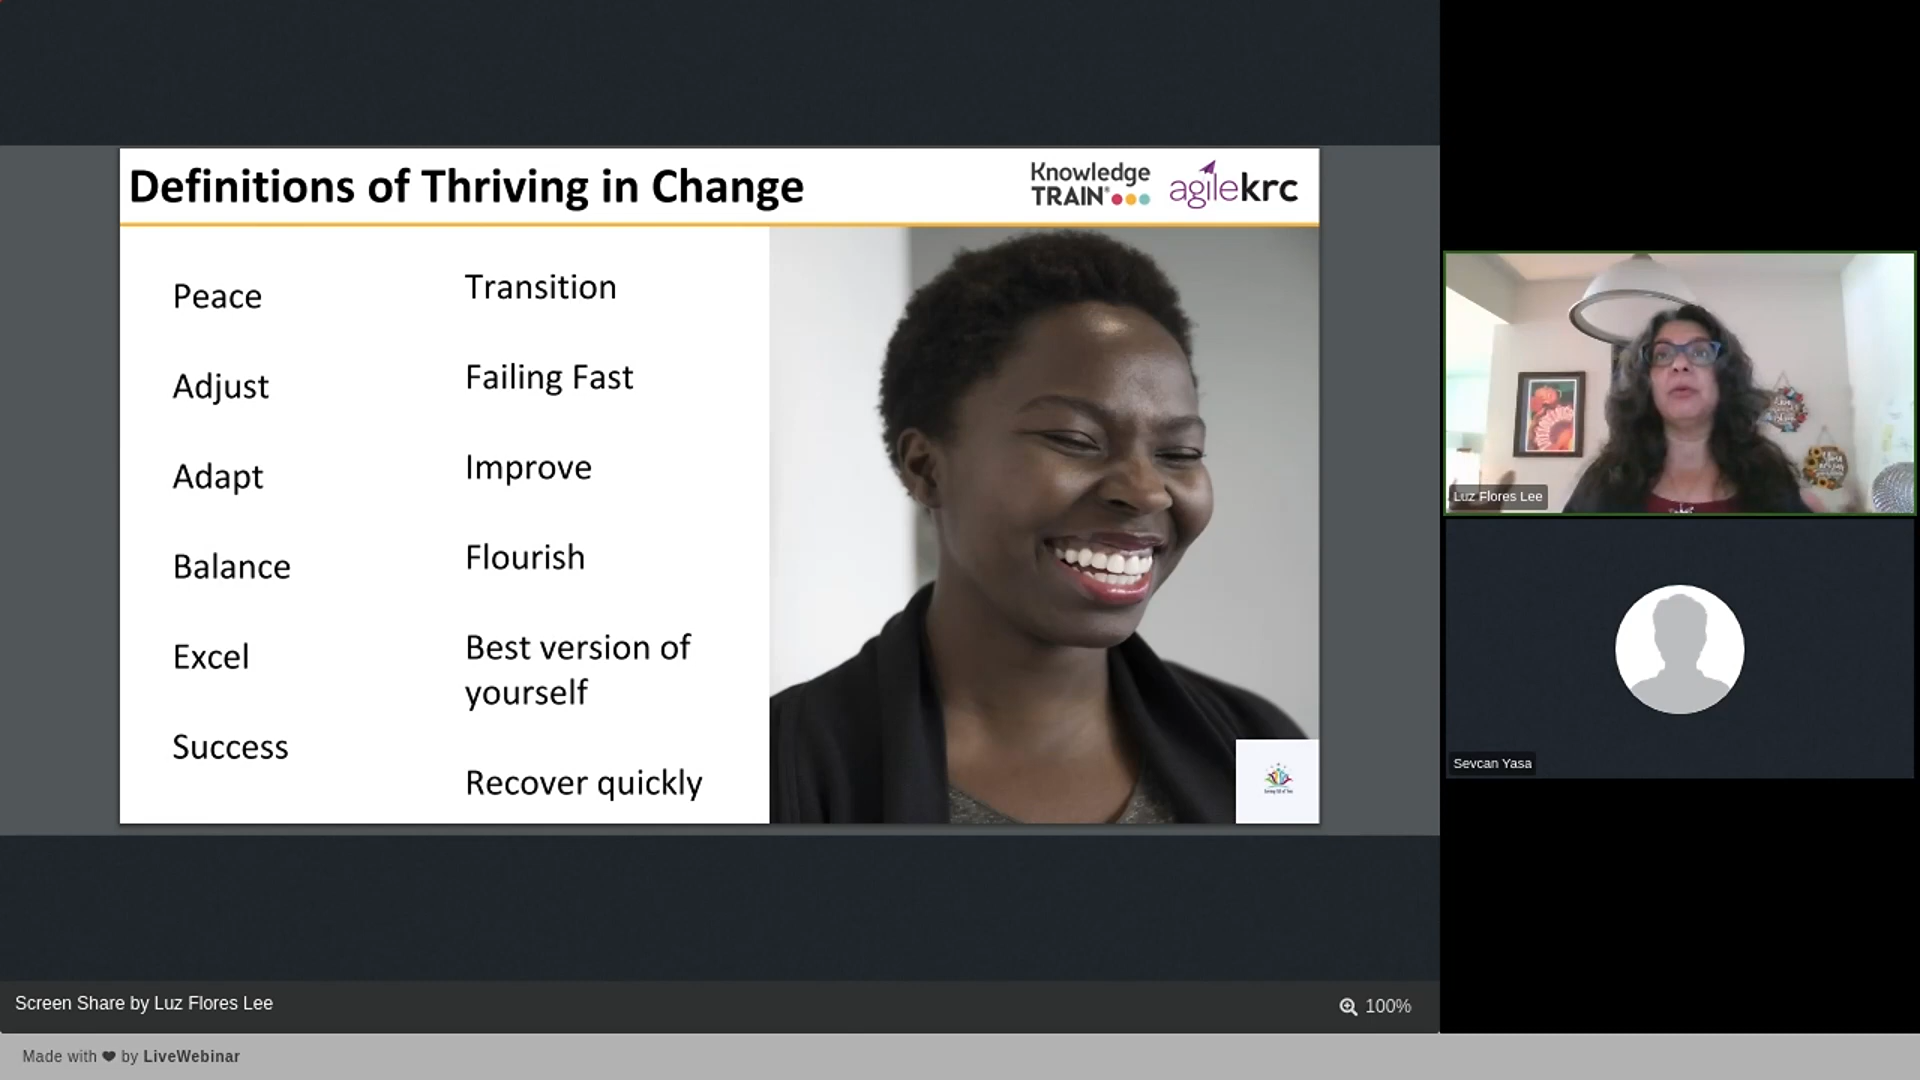 Definitions of Thriving in Change
Knowledge
TRAIN®
agilekrc
Peace
Adjust
Adapt
Balance
Excel
Success
Transition
Failing Fast
Improve
Flourish
Best version of
yourself
Recover quickly
Luz Flores Lee
Sevcan Yasa
Screen Share by Luz Flores Lee
100%
Made with ❤ by LiveWebinar